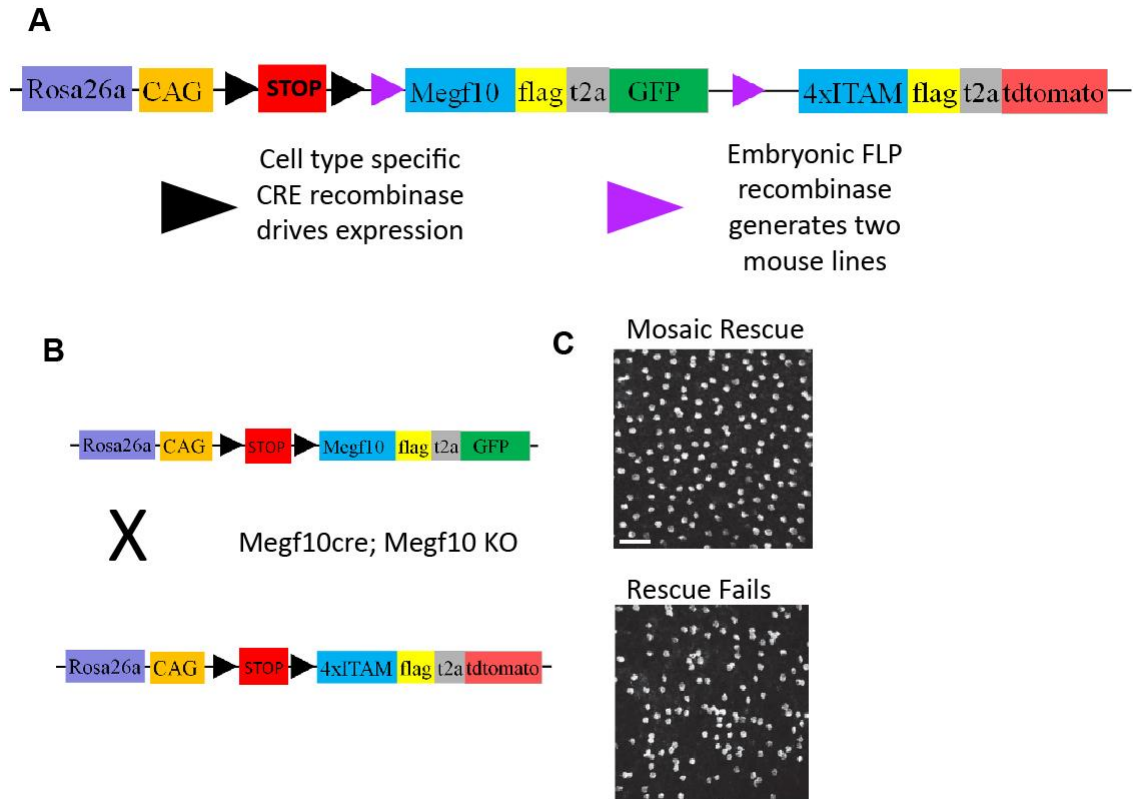 A
Rosa26a CAG STOP Megf10 flag t2a GFP 4xITAM flag t2a tdtomato
Cell type specific
CRE recombinase
drives expression
Embryonic FLP
recombinase
generates two
mouse lines
B
Rosa26a CAG STOP Megf10 flag t2a GFP
X
Megf10cre; Megf10 KO
Rosa26a CAG STOP 4xITAM flag t2a tdtomato
C
Mosaic Rescue
Rescue Fails